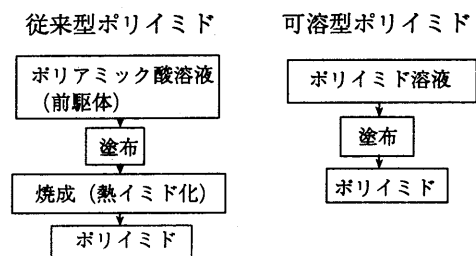 従来型ポリイミド
ポリアミック酸溶液
(前駆体)
塗布
焼成 (熱イミド化)
ポリイミド
可溶型ポリイミド
ポリイミド溶液
塗布
ポリイミド